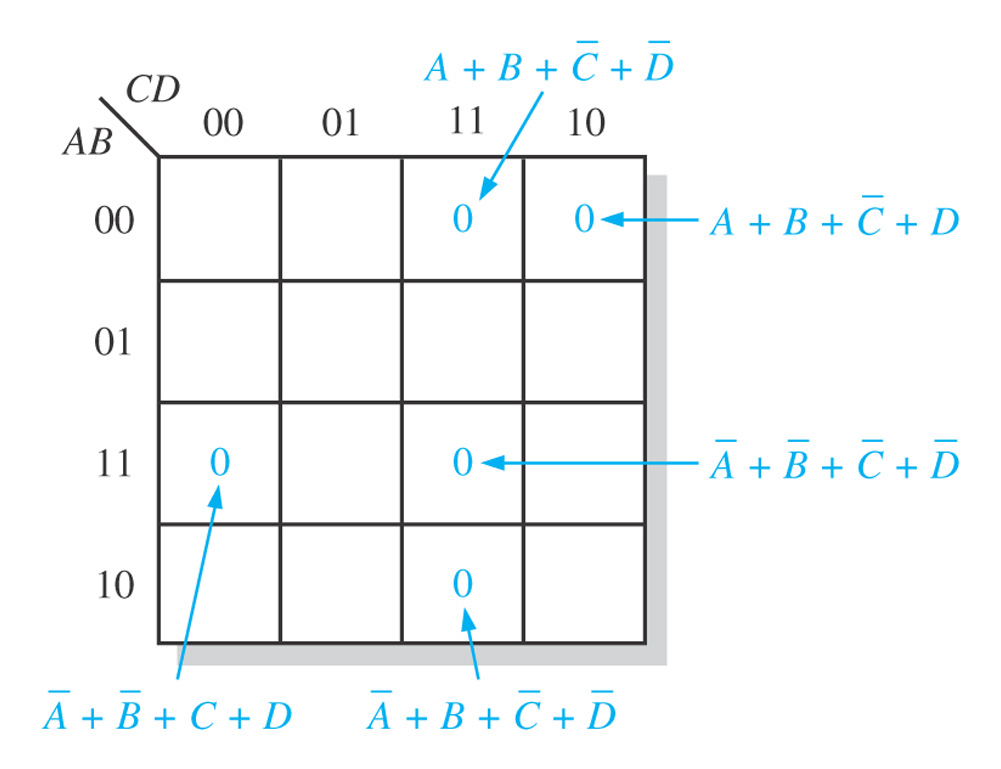 A + B + C̅ + D̅
CD
AB
00 01 11 10
00 0 0 A + B + C̅ + D
01
11 0 0 A̅ + B̅ + C̅ + D̅
10 0
A̅ + B̅ + C + D A̅ + B + C̅ + D̅